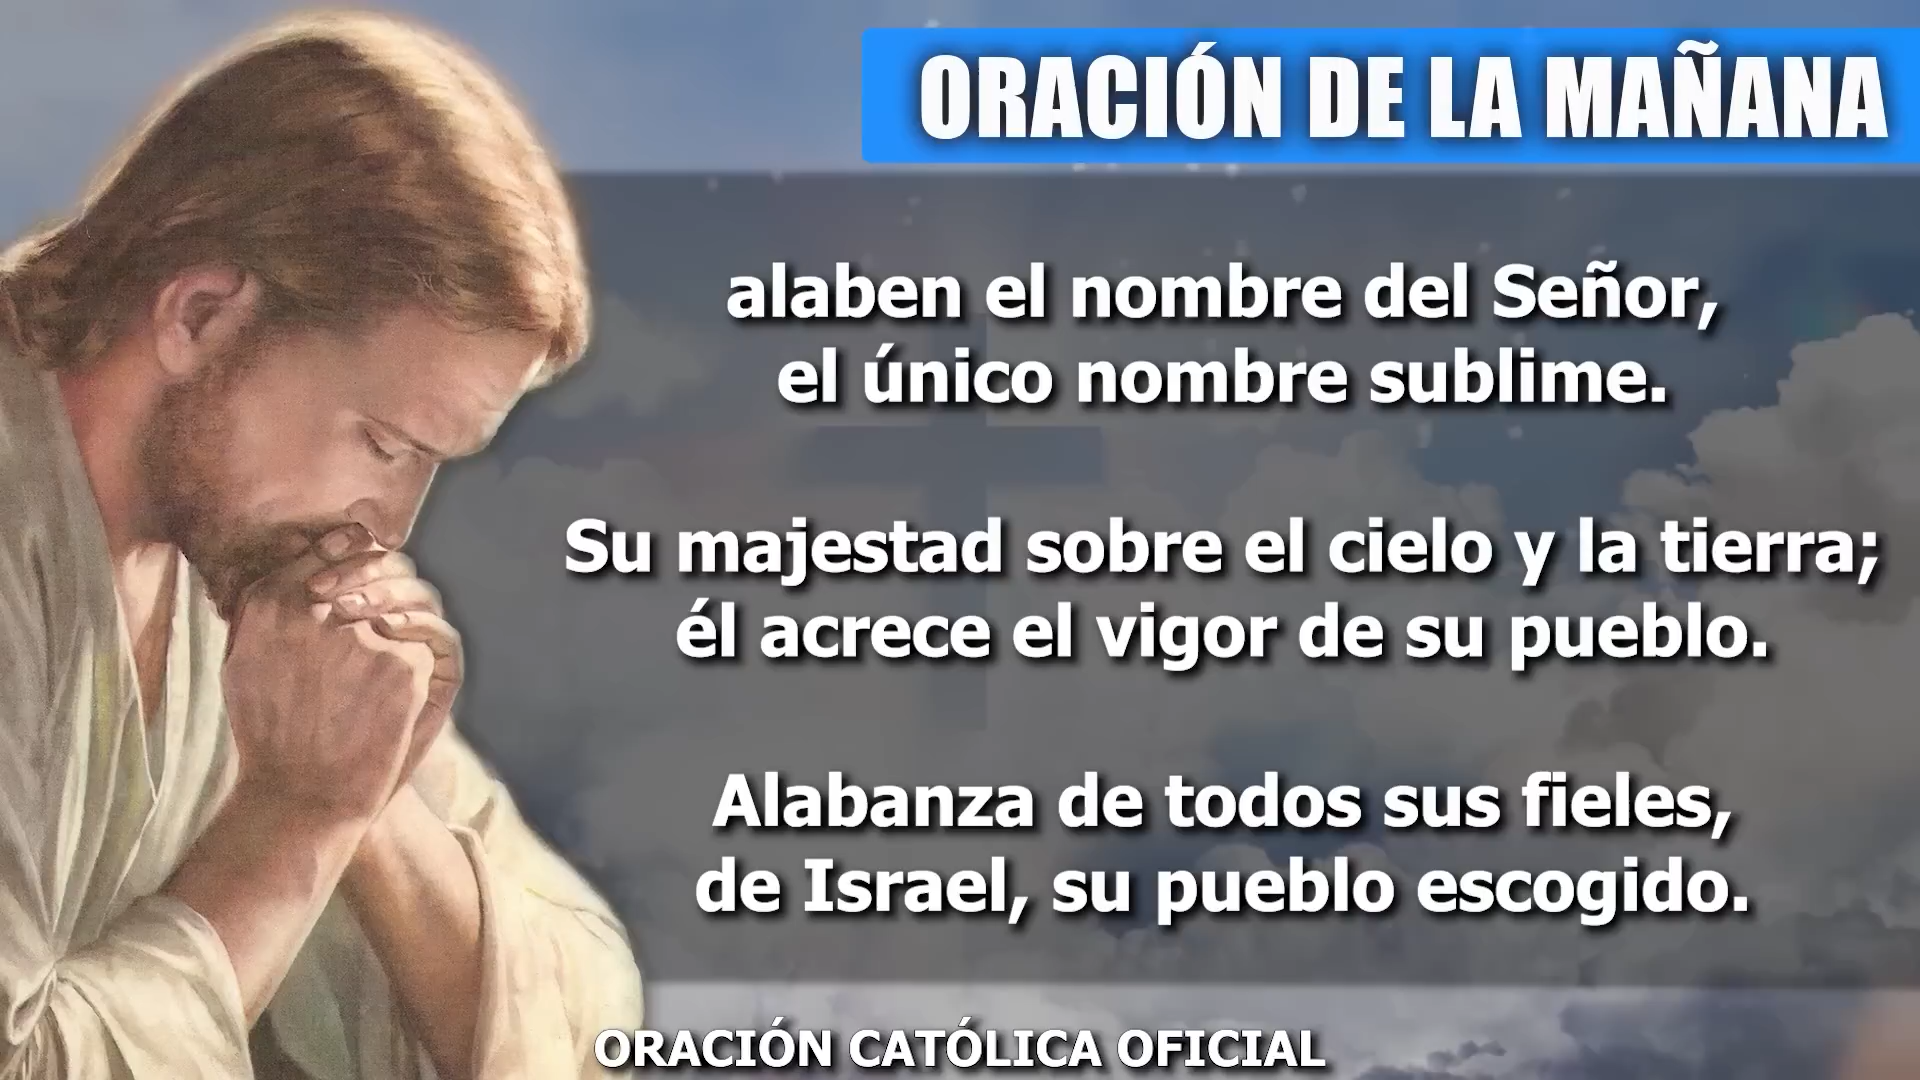 ORACIÓN DE LA MAÑANA
alaben el nombre del Señor,
el único nombre sublime.
Su majestad sobre el cielo y la tierra;
él acrece el vigor de su pueblo.
Alabanza de todos sus fieles,
de Israel, su pueblo escogido.
ORACIÓN CATÓLICA OFICIAL